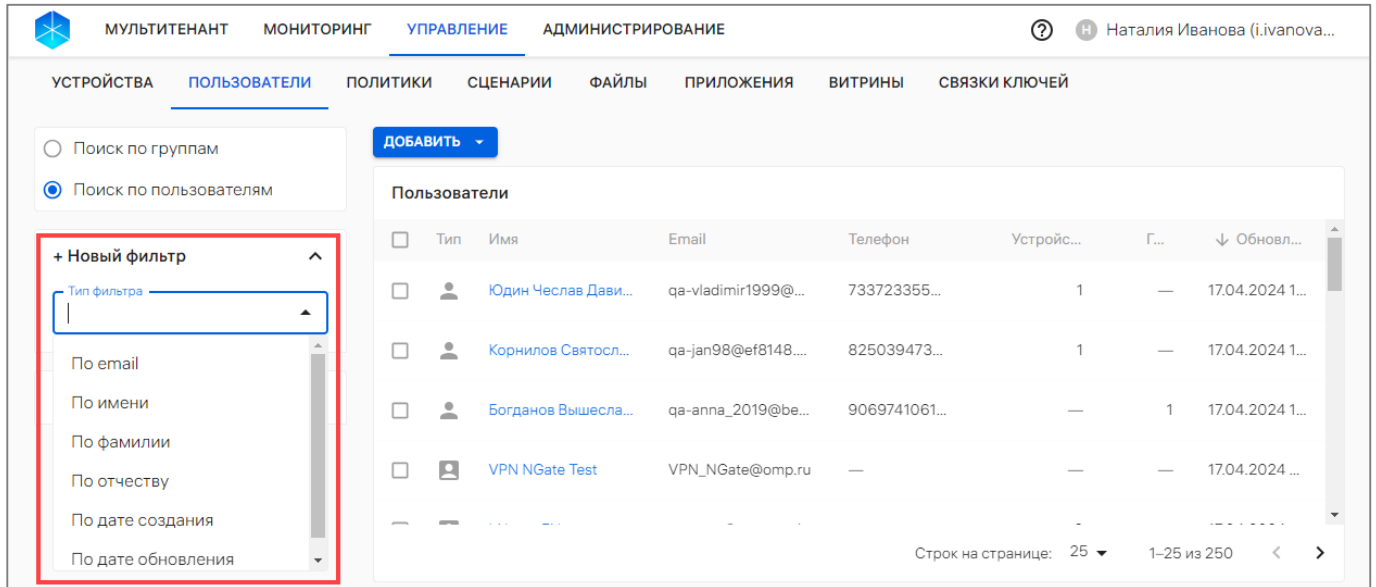 МУЛЬТИТЕНАНТ МОНИТОРИНГ УПРАВЛЕНИЕ АДМИНИСТРИРОВАНИЕ Н Наталия Иванова (i.ivanova...
УСТРОЙСТВА ПОЛЬЗОВАТЕЛИ ПОЛИТИКИ СЦЕНАРИИ ФАЙЛЫ ПРИЛОЖЕНИЯ ВИТРИНЫ СВЯЗКИ КЛЮЧЕЙ
Поиск по группам
Поиск по пользователям
+ Новый фильтр
Тип фильтра
По email
По имени
По фамилии
По отчеству
По дате создания
По дате обновления
ДОБАВИТЬ
Пользователи
Тип Имя Email Телефон Устройс... Г... Обновл...
Юдин Чеслав Дави... qa-vladimir1999@... 733723355... 1 — 17.04.2024 1...
Корнилов Святосл... qa-jan98@ef8148.... 825039473... 1 — 17.04.2024 1...
Богданов Вышесла... qa-anna_2019@be... 9069741061... — 1 17.04.2024 1...
VPN NGate Test VPN_NGate@omp.ru — — — 17.04.2024 ...
Строк на странице: 25 1–25 из 250